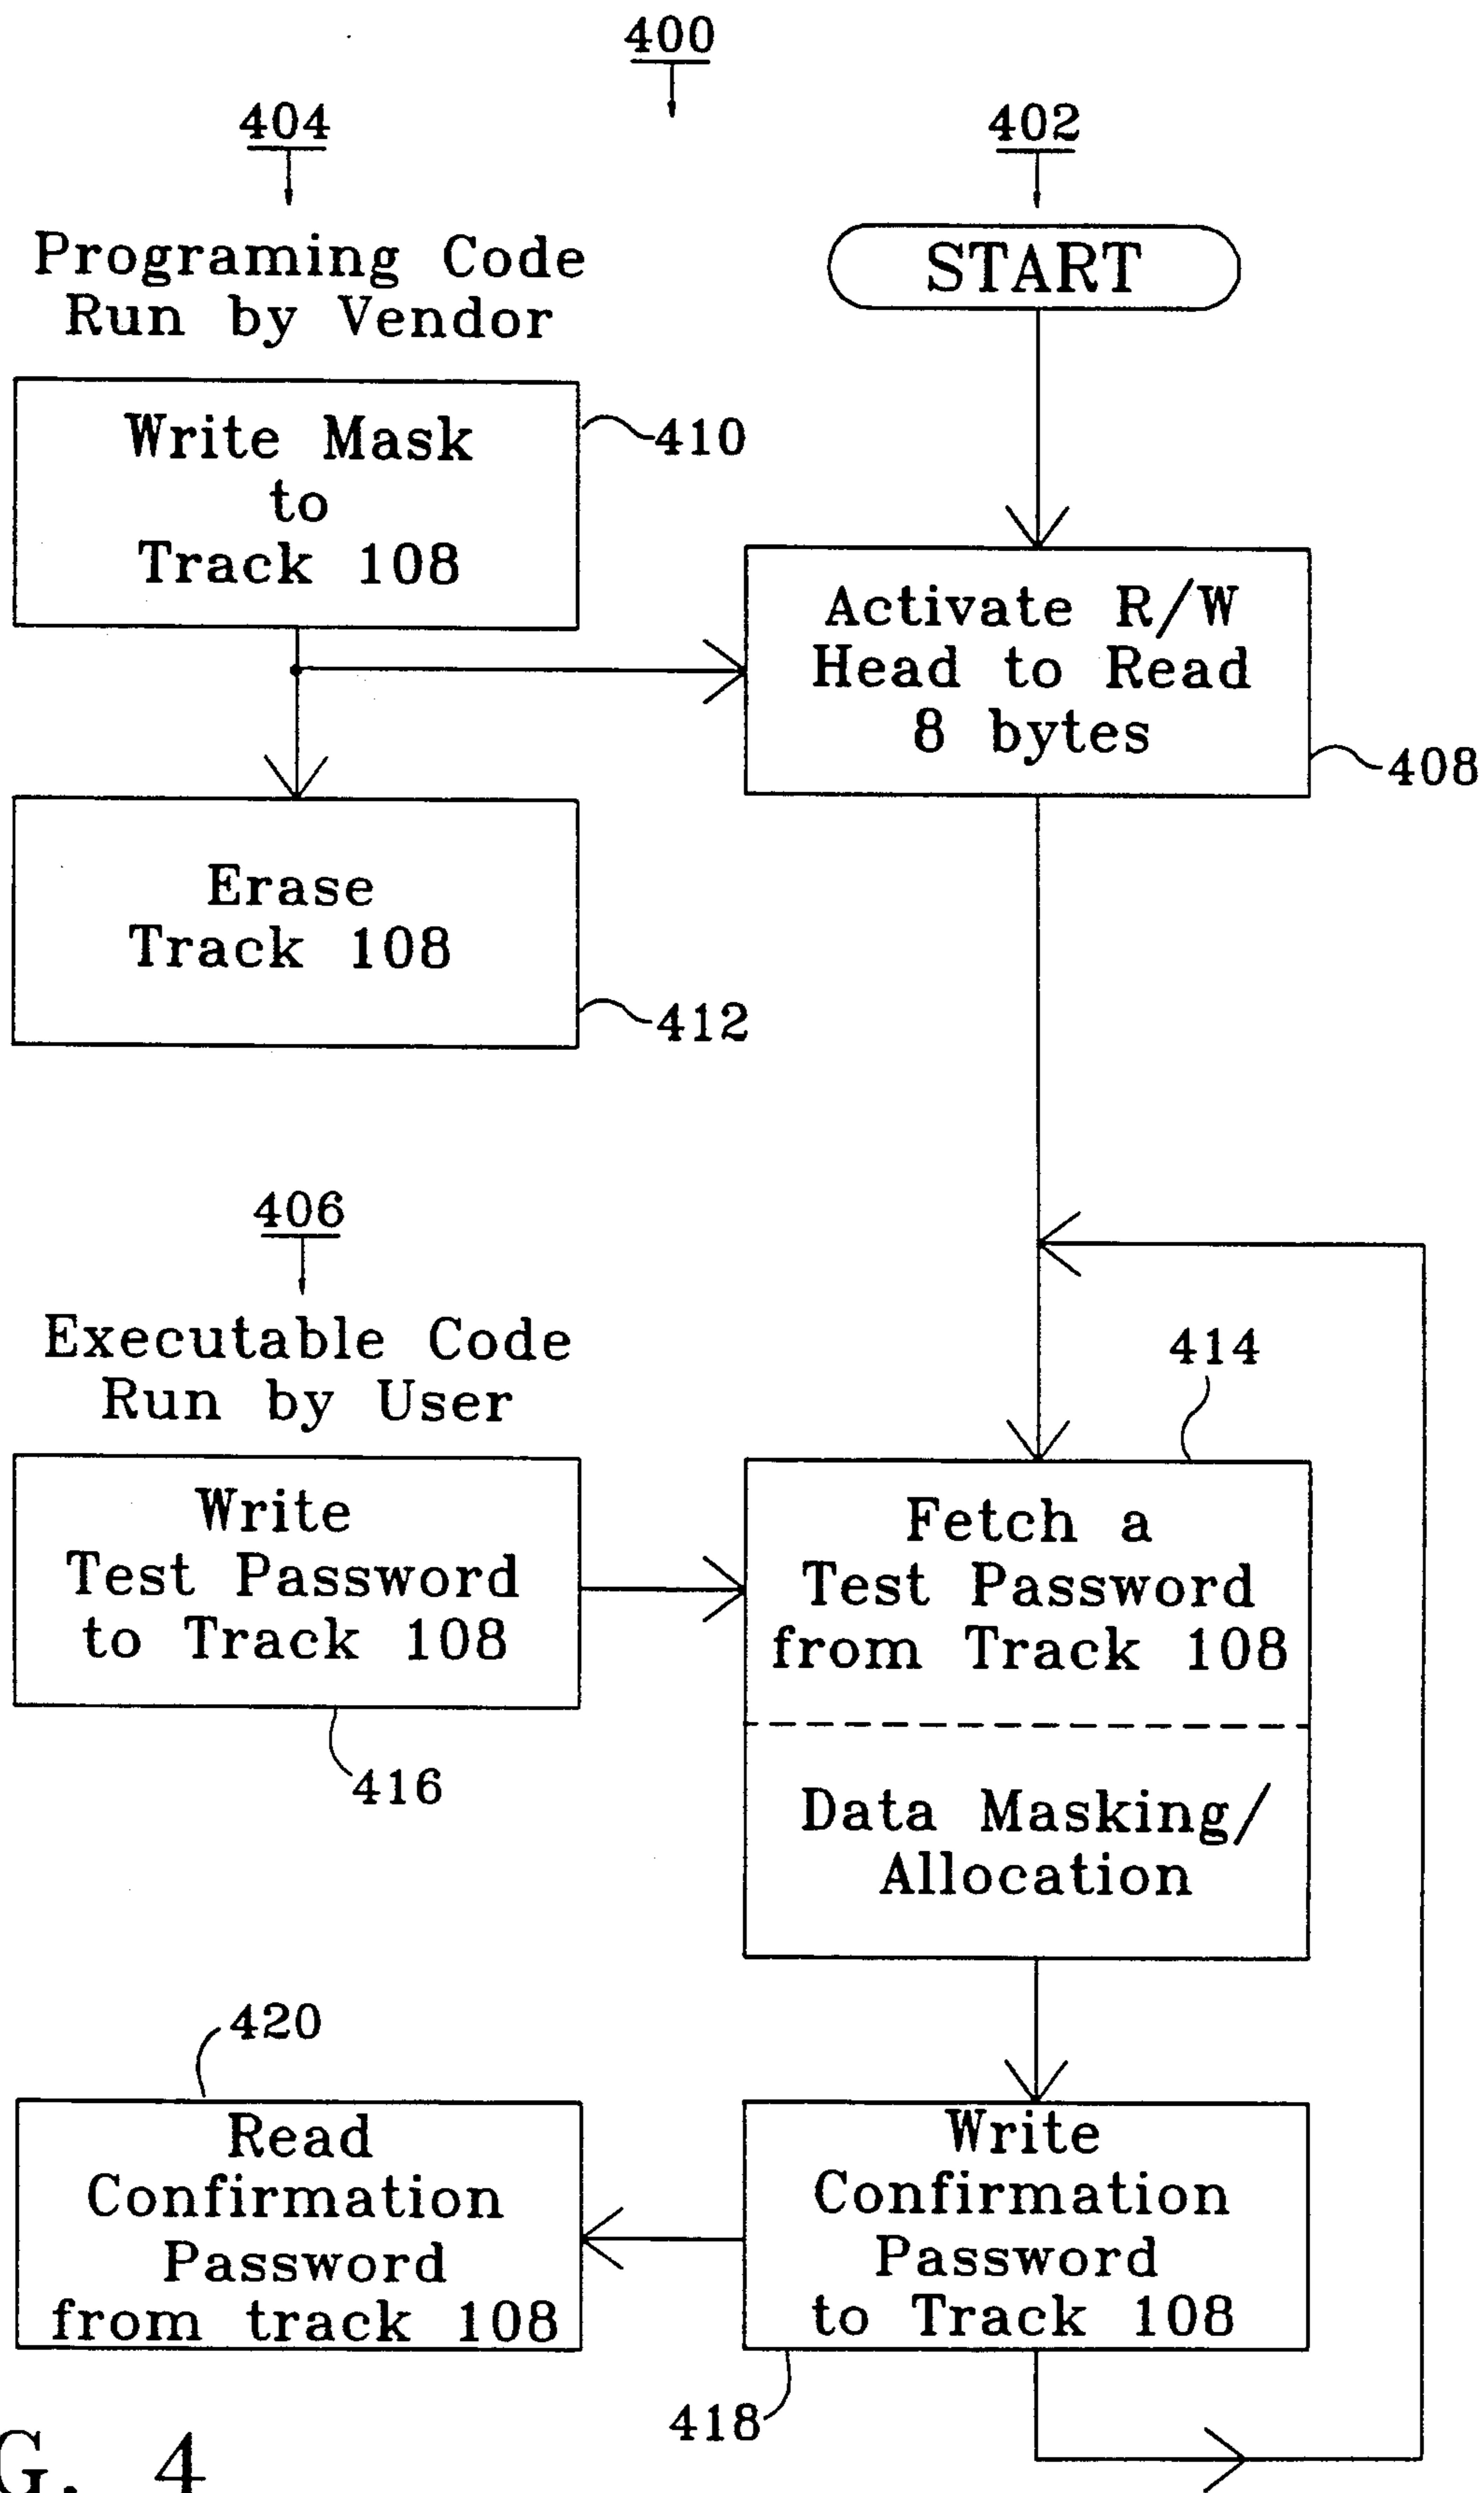 400
404
402
Programing Code
Run by Vendor
START
Write Mask
to
Track 108
410
Activate R/W
Head to Read
8 bytes
408
Erase
Track 108
412
406
Executable Code
Run by User
414
Write
Test Password
to Track 108
416
Fetch a
Test Password
from Track 108
Data Masking/
Allocation
420
Read
Confirmation
Password
from track 108
Write
Confirmation
Password
to Track 108
418
G. 4